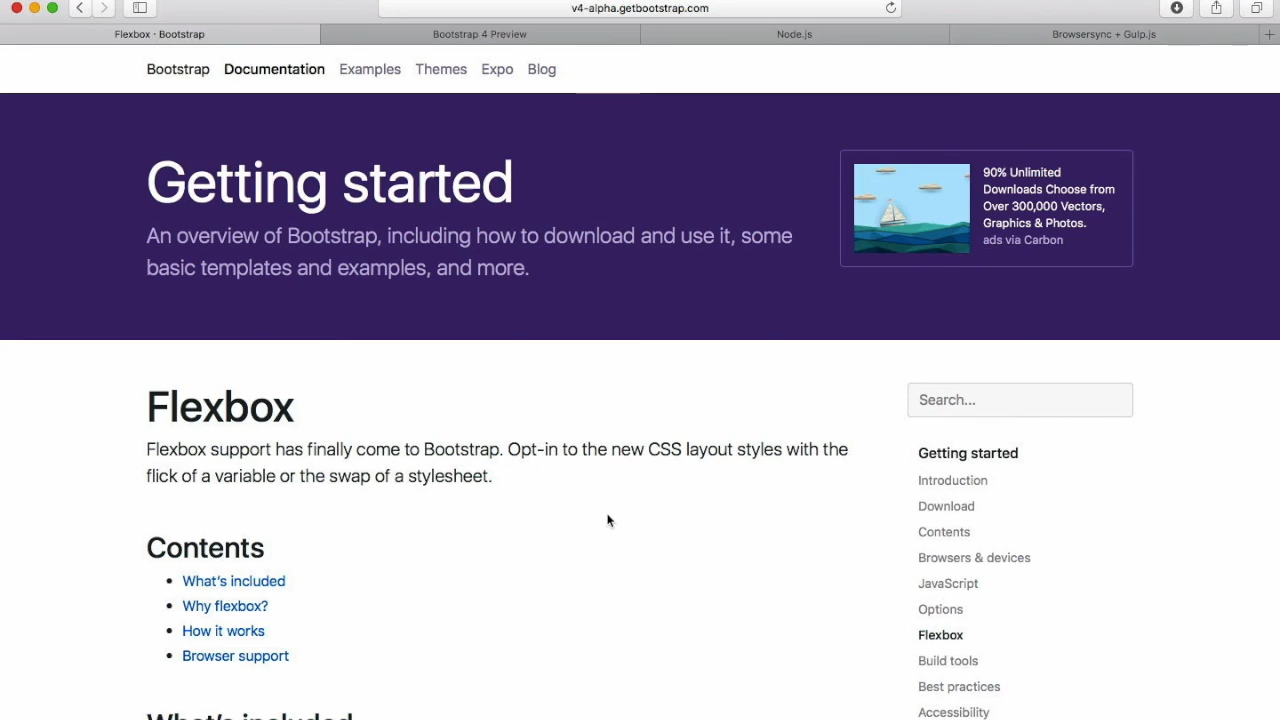 v4-alpha.getbootstrap.com
Flexbox · Bootstrap
Bootstrap 4 Preview
Node.js
Browsersync + Gulp.js
Bootstrap Documentation Examples Themes Expo Blog
Getting started
An overview of Bootstrap, including how to download and use it, some
basic templates and examples, and more.
90% Unlimited
Downloads Choose from
Over 300,000 Vectors,
Graphics & Photos.
ads via Carbon
Flexbox
Flexbox support has finally come to Bootstrap. Opt-in to the new CSS layout styles with the
flick of a variable or the swap of a stylesheet.
Contents
• What's included
• Why flexbox?
• How it works
• Browser support
What's included
Search...
Getting started
Introduction
Download
Contents
Browsers & devices
JavaScript
Options
Flexbox
Build tools
Best practices
Accessibility